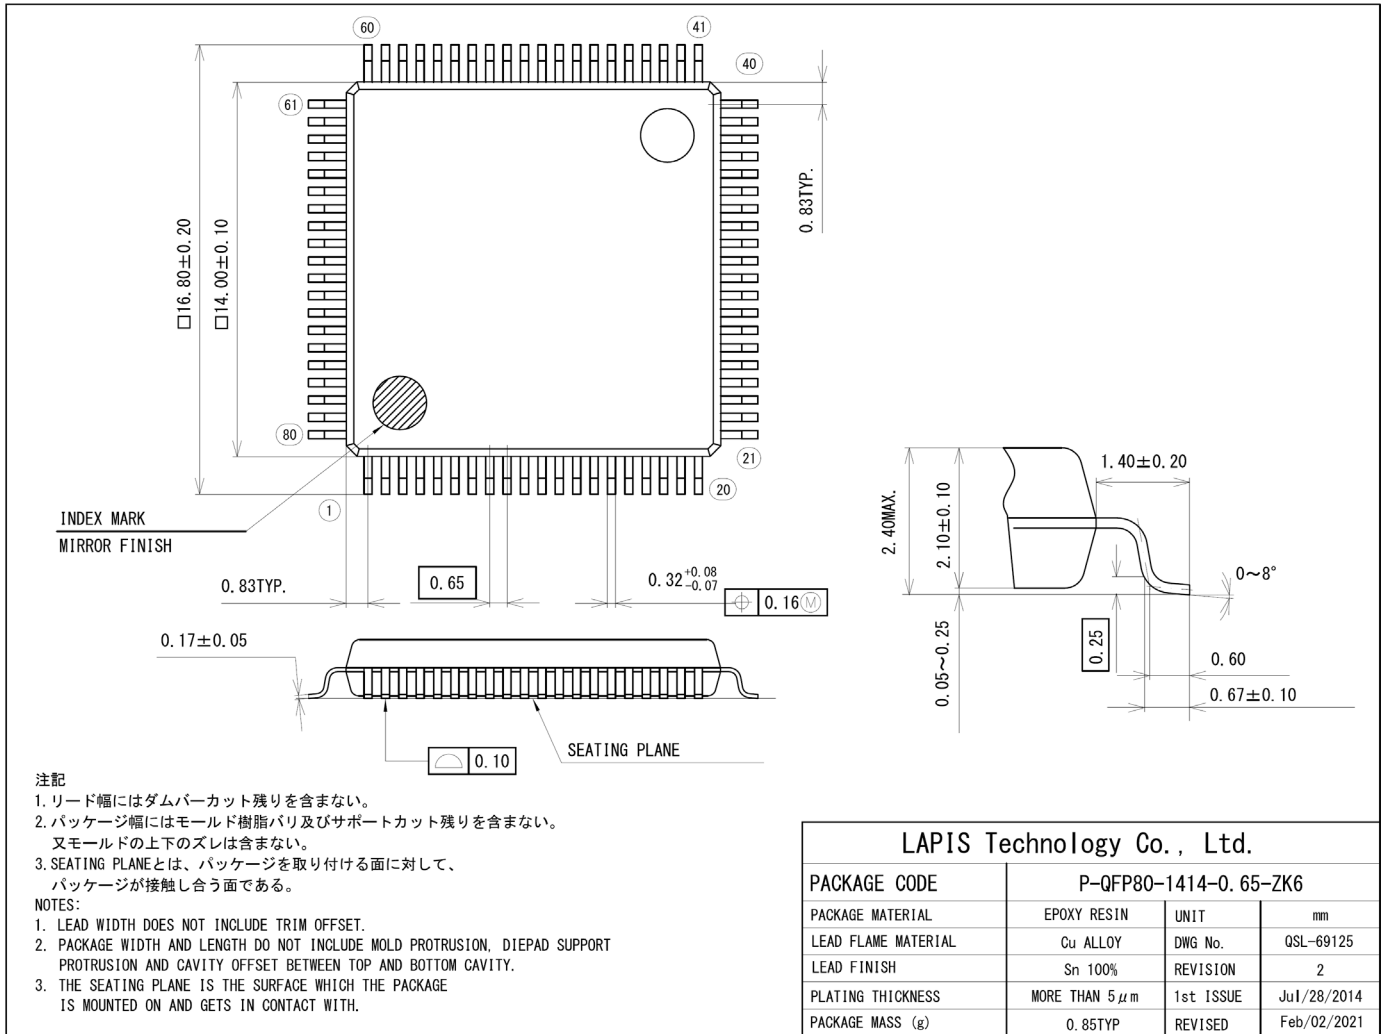 60
41
40
61
0.83TYP.
□16.80±0.20
□14.00±0.10
80
21
20
1
INDEX MARK
MIRROR FINISH
0.83TYP.
0.65
0.32 +0.08 -0.07
⌖ 0.16Ⓜ
0.17±0.05
⌓ 0.10
SEATING PLANE
1.40±0.20
2.40MAX.
2.10±0.10
0~8°
0.05~0.25
0.25
0.60
0.67±0.10
注記
1.リード幅にはダムバーカット残りを含まない。
2.パッケージ幅にはモールド樹脂バリ及びサポートカット残りを含まない。
又モールドの上下のズレは含まない。
3.SEATING PLANEとは、パッケージを取り付ける面に対して、
パッケージが接触し合う面である。
NOTES:
1. LEAD WIDTH DOES NOT INCLUDE TRIM OFFSET.
2. PACKAGE WIDTH AND LENGTH DO NOT INCLUDE MOLD PROTRUSION, DIEPAD SUPPORT
PROTRUSION AND CAVITY OFFSET BETWEEN TOP AND BOTTOM CAVITY.
3. THE SEATING PLANE IS THE SURFACE WHICH THE PACKAGE
IS MOUNTED ON AND GETS IN CONTACT WITH.
LAPIS Technology Co., Ltd.
PACKAGE CODE P-QFP80-1414-0.65-ZK6
PACKAGE MATERIAL EPOXY RESIN UNIT mm
LEAD FLAME MATERIAL Cu ALLOY DWG No. QSL-69125
LEAD FINISH Sn 100% REVISION 2
PLATING THICKNESS MORE THAN 5μm 1st ISSUE Jul/28/2014
PACKAGE MASS (g) 0.85TYP REVISED Feb/02/2021